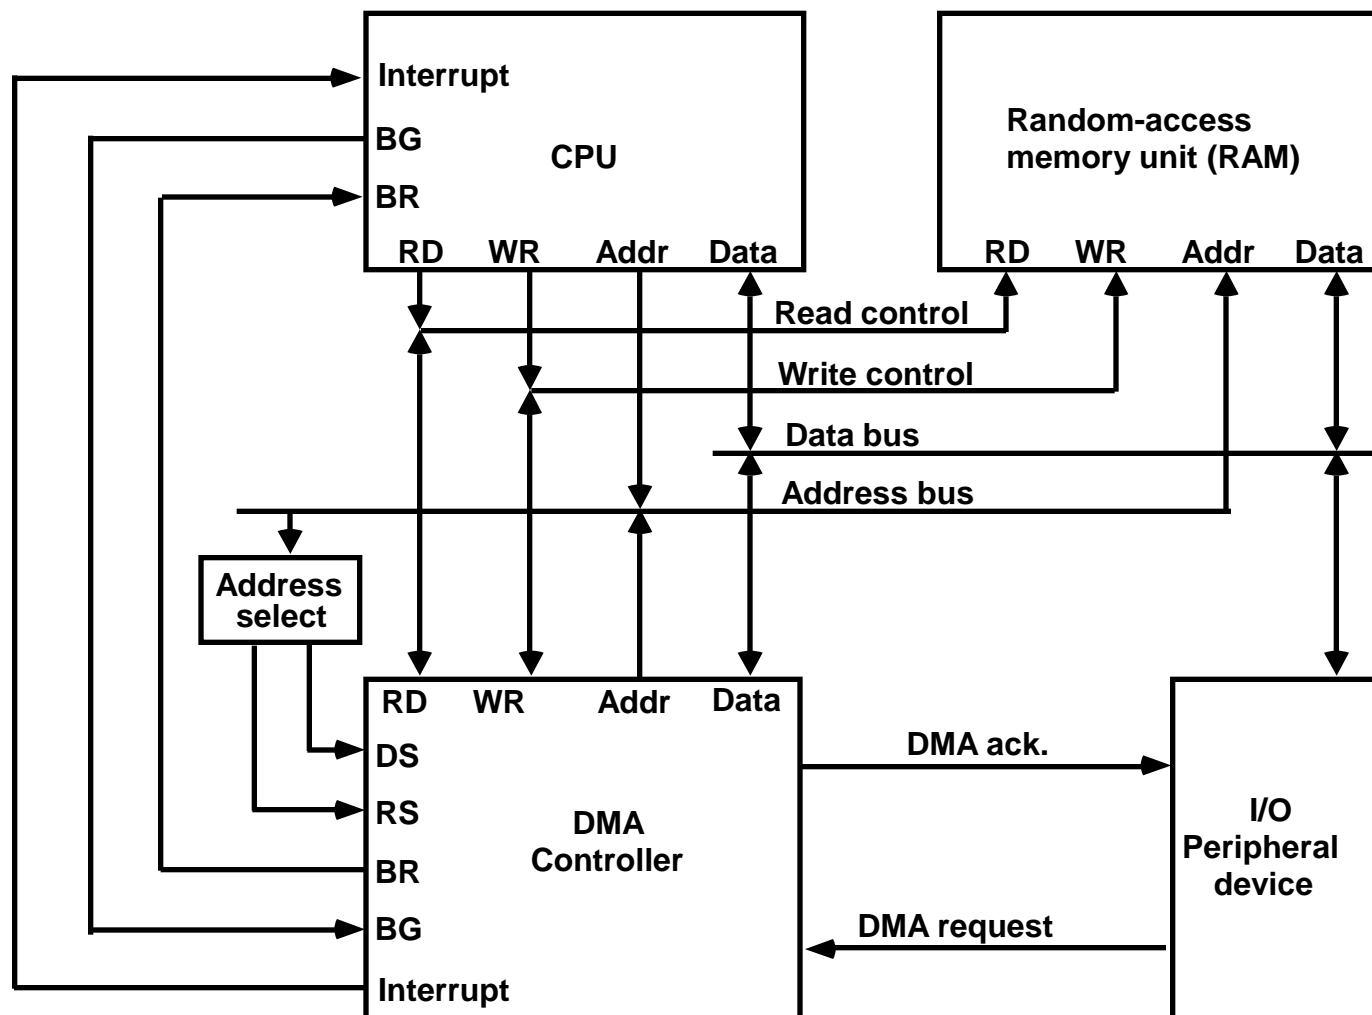 Interrupt
BG
BR
CPU
RD WR Addr Data
Random-access
memory unit (RAM)
RD WR Addr Data
Read control
Write control
Data bus
Address bus
Address
select
RD WR Addr Data
DS
RS
BR
BG
Interrupt
DMA
Controller
DMA ack.
DMA request
I/O
Peripheral
device